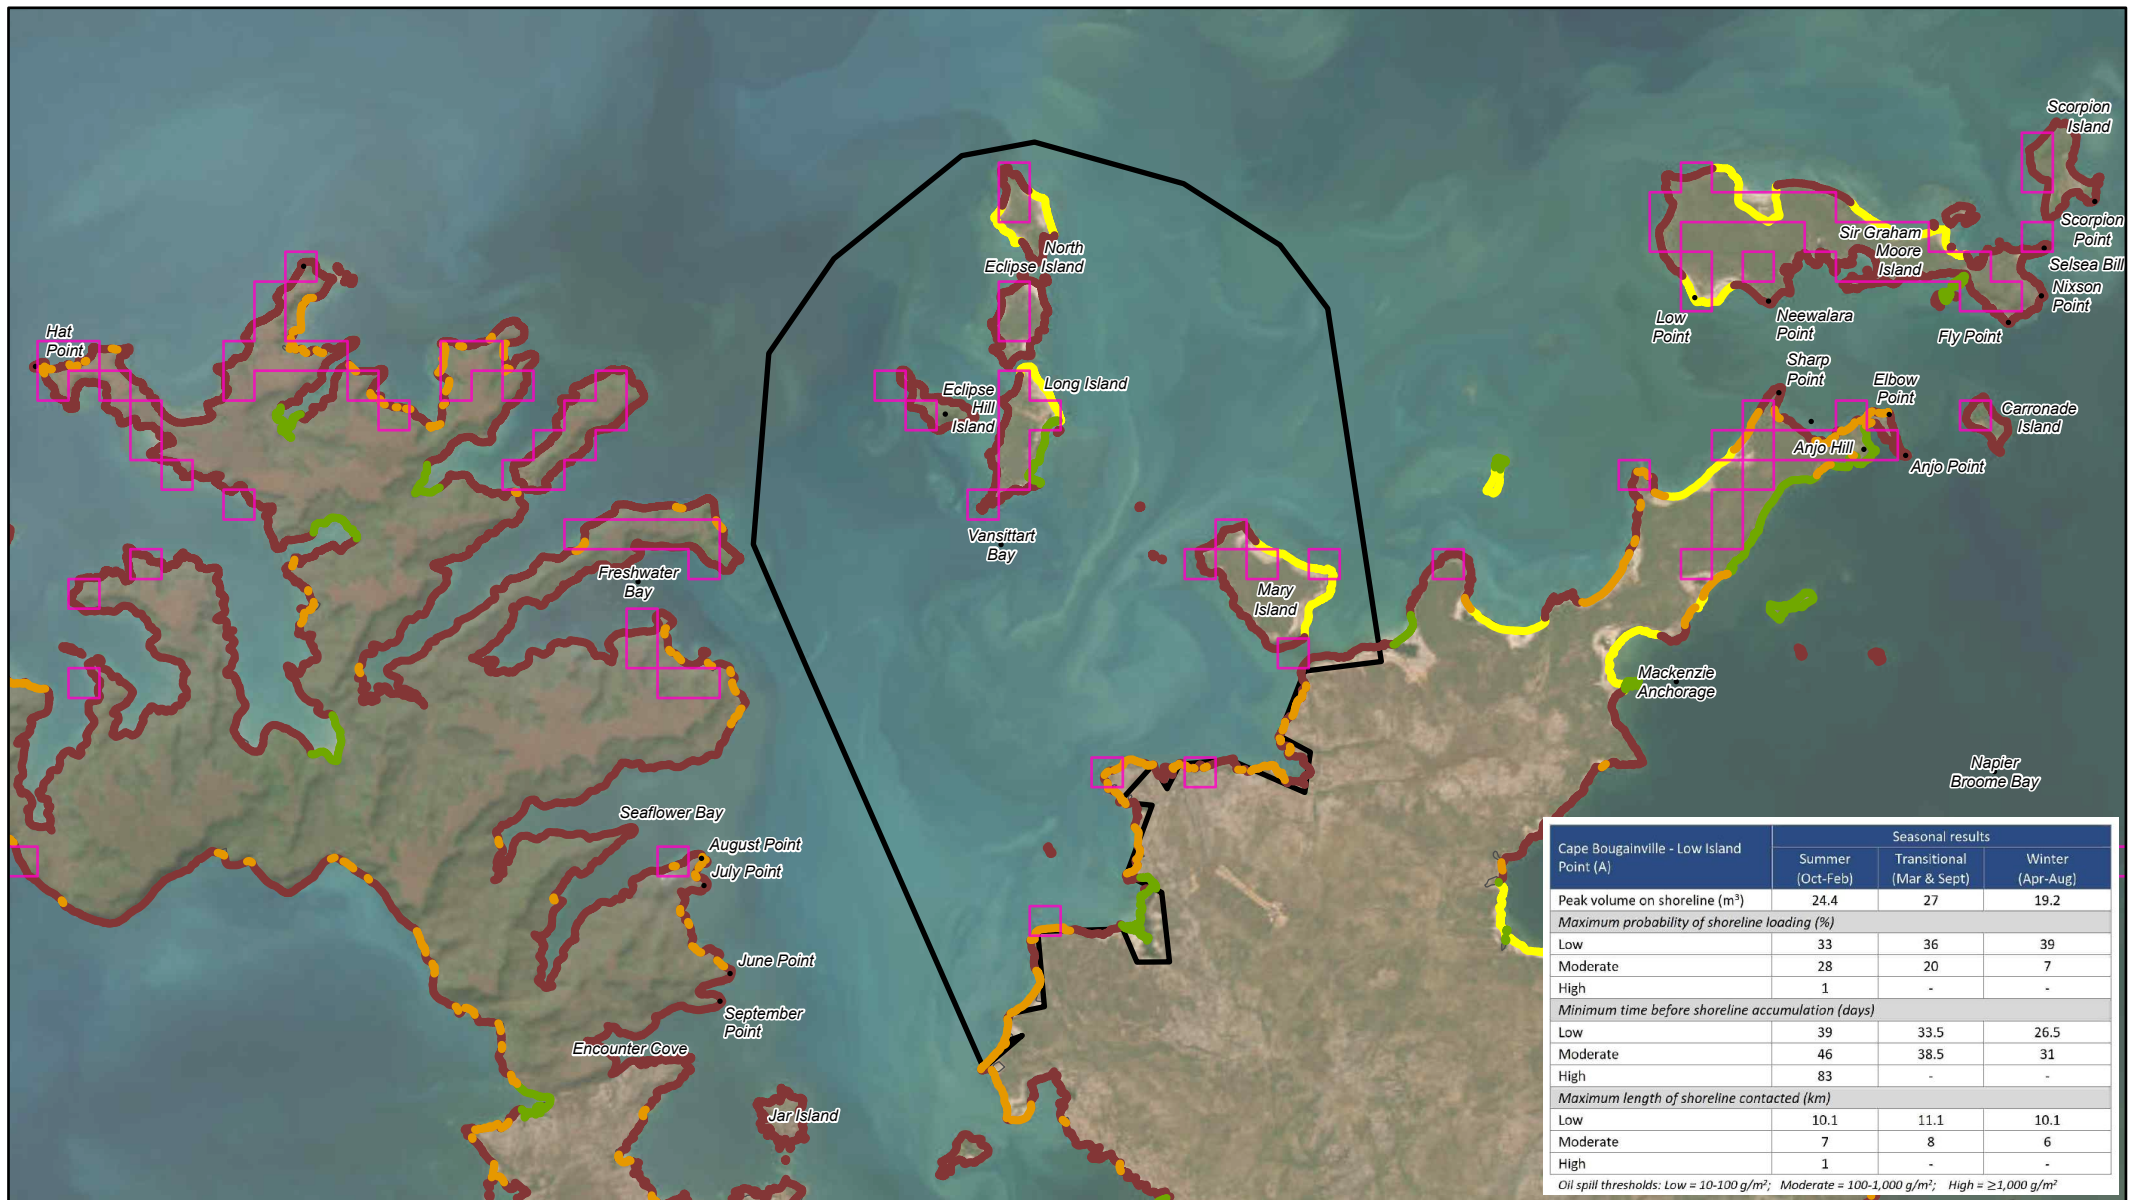 Scorpion
Island
Scorpion
Point
Selsea Bill
Nixson
Point
Sir Graham
Moore
Island
Low
Point
Neewalara
Point
Fly Point
Sharp
Point
Elbow
Point
Anjo Hill
Anjo Point
Carronade
Island
North
Eclipse Island
Long Island
Eclipse
Hill
Island
Vansittart
Bay
Mary
Island
Hat
Point
Freshwater
Bay
Mackenzie
Anchorage
Napier
Broome Bay
Seaflower Bay
August Point
July Point
June Point
September
Point
Encounter Cove
Jar Island
Cape Bougainville - Low Island
Point (A)
Seasonal results
Summer
(Oct-Feb)
Transitional
(Mar & Sept)
Winter
(Apr-Aug)
Peak volume on shoreline (m³) 24.4 27 19.2
Maximum probability of shoreline loading (%)
Low 33 36 39
Moderate 28 20 7
High 1 - -
Minimum time before shoreline accumulation (days)
Low 39 33.5 26.5
Moderate 46 38.5 31
High 83 - -
Maximum length of shoreline contacted (km)
Low 10.1 11.1 10.1
Moderate 7 8 6
High 1 - -
Oil spill thresholds: Low = 10-100 g/m²; Moderate = 100-1,000 g/m²; High = ≥1,000 g/m²